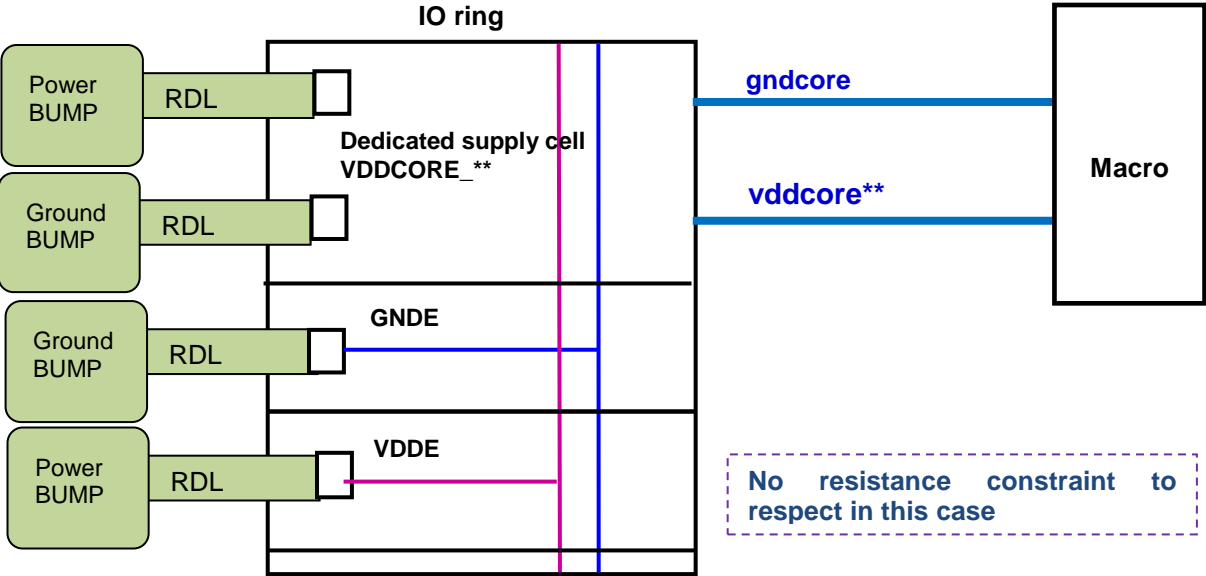 IO ring
Power
BUMP
RDL
gndcore
Dedicated supply cell
VDDCORE_**
Macro
vddcore**
Ground
BUMP
RDL
GNDE
Ground
BUMP
RDL
VDDE
Power
BUMP
RDL
No resistance constraint to
respect in this case